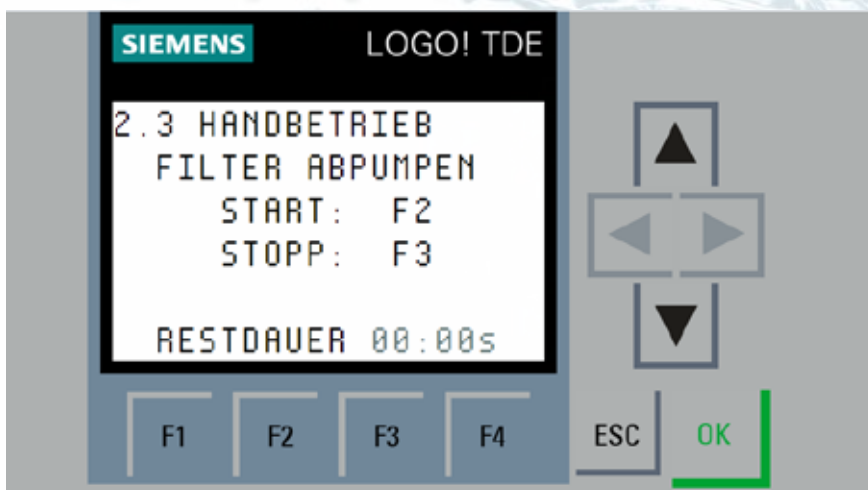 SIEMENS LOGO! TDE
2.3 HANDBETRIEB
FILTER ABPUMPEN
START: F2
STOPP: F3
RESTDAUER 00:00s
F1 F2 F3 F4 ESC OK